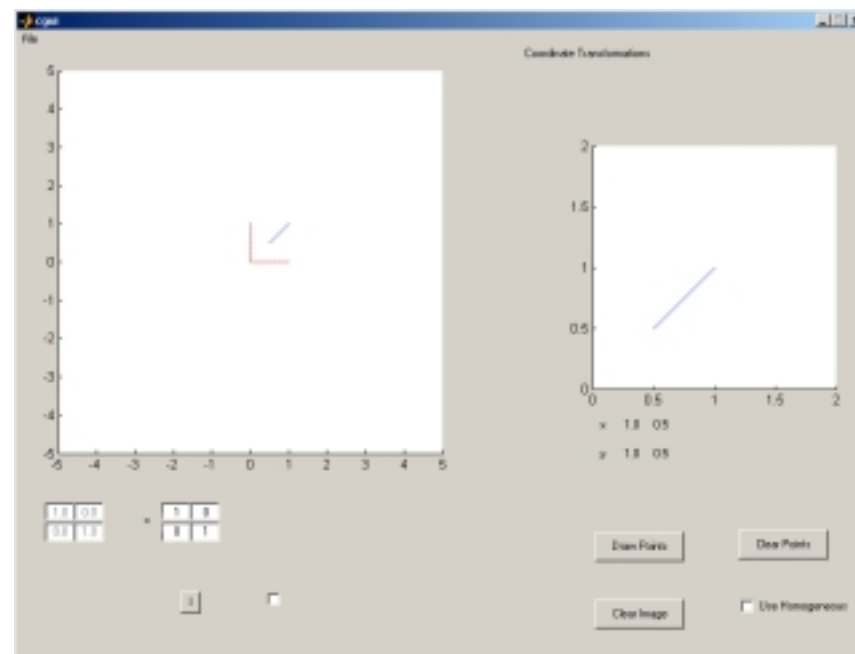 cgui
File
Coordinate Transformations
5
4
3
2
1
0
-1
-2
-3
-4
-5
-5 -4 -3 -2 -1 0 1 2 3 4 5
2
1.5
1
0.5
0
0 0.5 1 1.5 2
x 1.0 0.5
y 1.0 0.5
1.0 0.0
0.0 1.0
1 0
0 1
Draw Points
Clear Points
Clear Image
Use Homogeneous